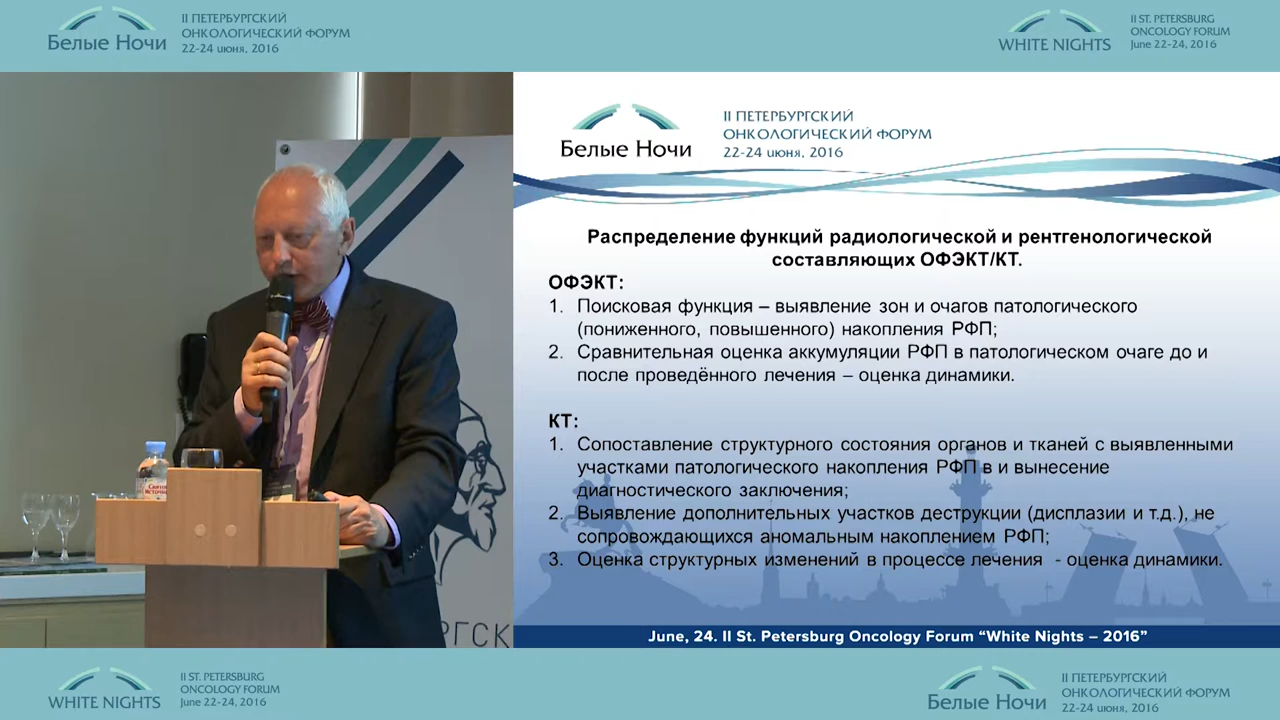 Белые Ночи
II ПЕТЕРБУРГСКИЙ
ОНКОЛОГИЧЕСКИЙ ФОРУМ
22-24 июня, 2016
WHITE NIGHTS
II ST. PETERSBURG
ONCOLOGY FORUM
June 22-24, 2016
Белые Ночи
II ПЕТЕРБУРГСКИЙ
ОНКОЛОГИЧЕСКИЙ ФОРУМ
22-24 июня, 2016
Распределение функций радиологической и рентгенологической
составляющих ОФЭКТ/КТ.
ОФЭКТ:
1. Поисковая функция – выявление зон и очагов патологического
(пониженного, повышенного) накопления РФП;
2. Сравнительная оценка аккумуляции РФП в патологическом очаге до и
после проведённого лечения – оценка динамики.
КТ:
1. Сопоставление структурного состояния органов и тканей с выявленными
участками патологического накопления РФП в и вынесение
диагностического заключения;
2. Выявление дополнительных участков деструкции (дисплазии и т.д.), не
сопровождающихся аномальным накоплением РФП;
3. Оценка структурных изменений в процессе лечения - оценка динамики.
June, 24. II St. Petersburg Oncology Forum “White Nights – 2016”
РГСК
WHITE NIGHTS
II ST. PETERSBURG
ONCOLOGY FORUM
June 22-24, 2016
Белые Ночи
II ПЕТЕРБУРГСКИЙ
ОНКОЛОГИЧЕСКИЙ ФОРУМ
22-24 июня, 2016